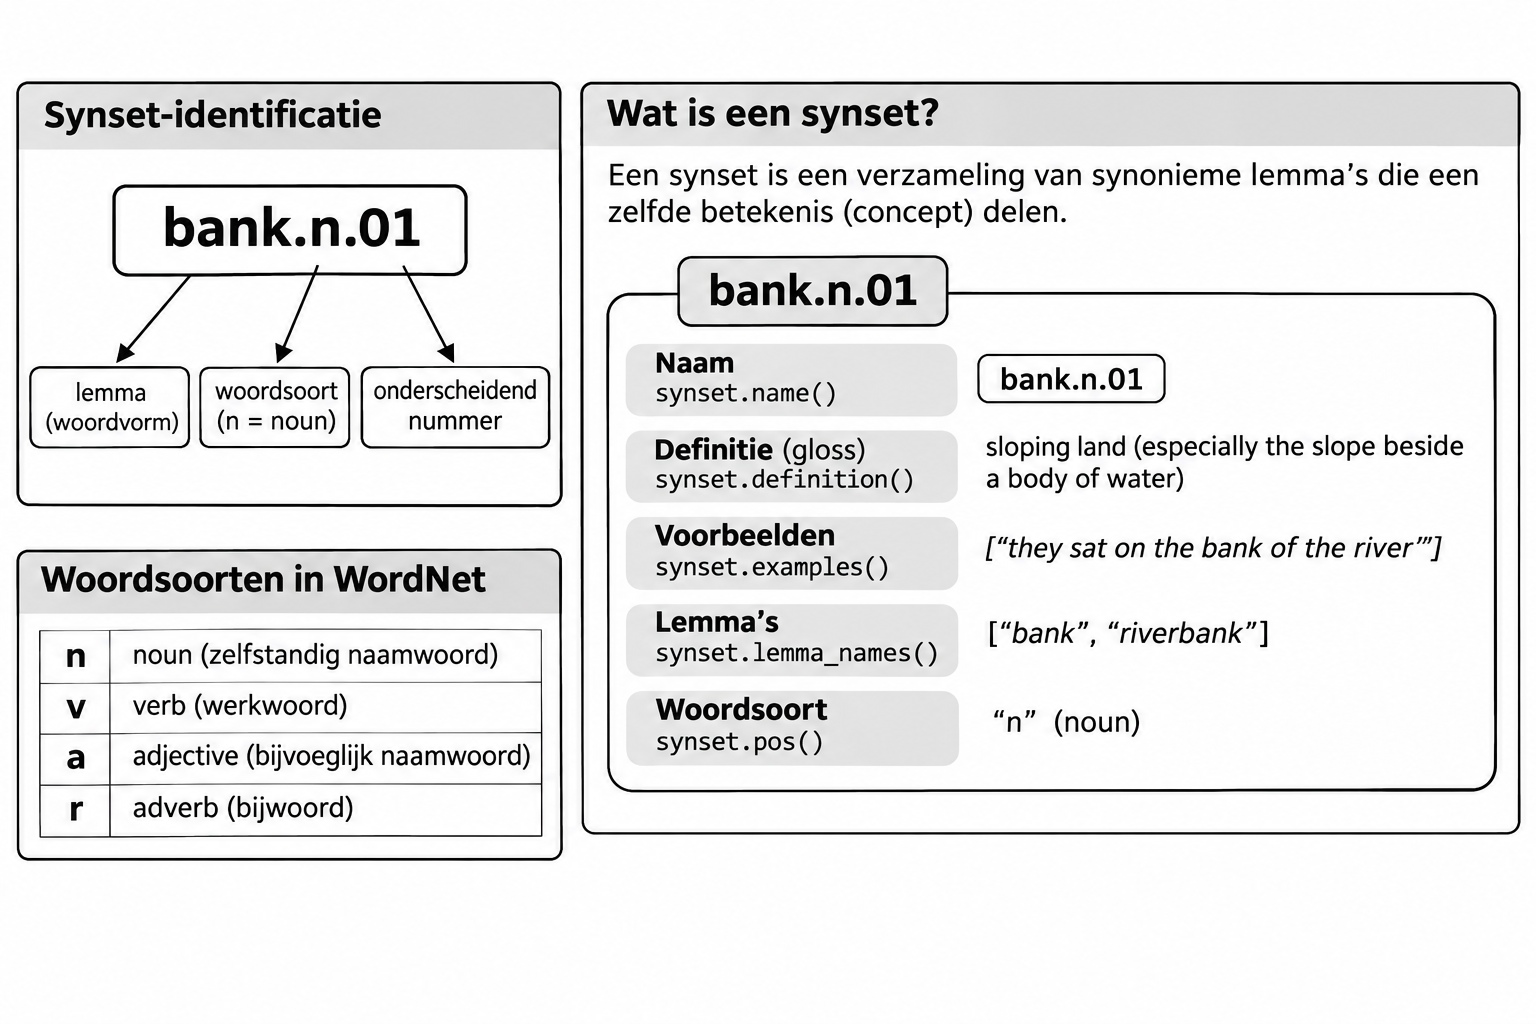 Synset-identificatie
bank.n.01
lemma
(woordvorm)
woordsoort
(n = noun)
onderscheidend
nummer
Woordsoorten in WordNet
n noun (zelfstandig naamwoord)
v verb (werkwoord)
a adjective (bijvoeglijk naamwoord)
r adverb (bijwoord)
Wat is een synset?
Een synset is een verzameling van synonieme lemma’s die een
zelfde betekenis (concept) delen.
bank.n.01
Naam
synset.name()
bank.n.01
Definitie (gloss)
synset.definition()
sloping land (especially the slope beside
a body of water)
Voorbeelden
synset.examples()
[“they sat on the bank of the river’”]
Lemma’s
synset.lemma_names()
[“bank”, “riverbank”]
Woordsoort
synset.pos()
“n” (noun)